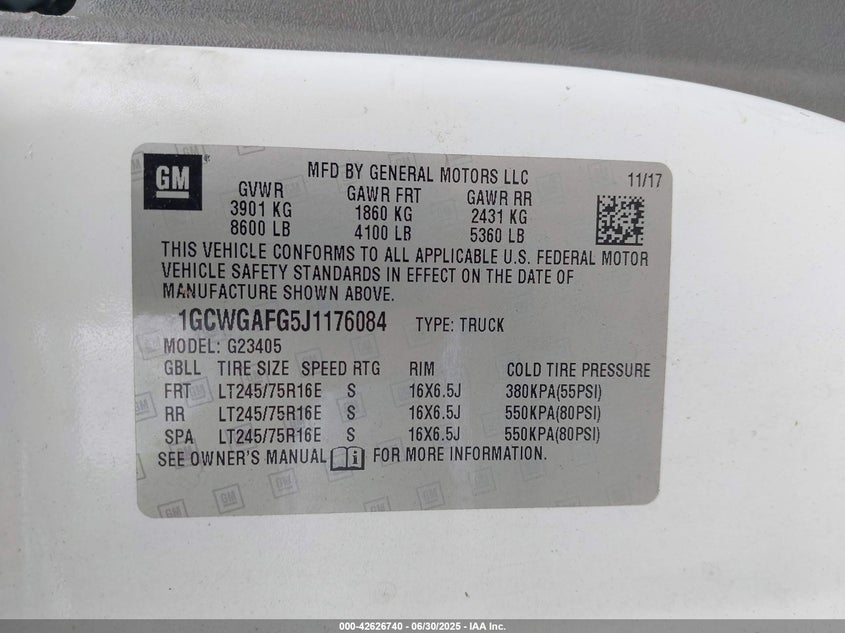 GM
MFD BY GENERAL MOTORS LLC 11/17
GVWR GAWR FRT GAWR RR
3901 KG 1860 KG 2431 KG
8600 LB 4100 LB 5360 LB
THIS VEHICLE CONFORMS TO ALL APPLICABLE U.S. FEDERAL MOTOR
VEHICLE SAFETY STANDARDS IN EFFECT ON THE DATE OF
MANUFACTURE SHOWN ABOVE.
1GCWGAFG5J1176084 TYPE: TRUCK
MODEL: G23405
GBLL TIRE SIZE SPEED RTG RIM COLD TIRE PRESSURE
FRT LT245/75R16E S 16X6.5J 380KPA(55PSI)
RR LT245/75R16E S 16X6.5J 550KPA(80PSI)
SPA LT245/75R16E S 16X6.5J 550KPA(80PSI)
SEE OWNER'S MANUAL i FOR MORE INFORMATION.
000-42626740 - 06/30/2025 - IAA Inc.